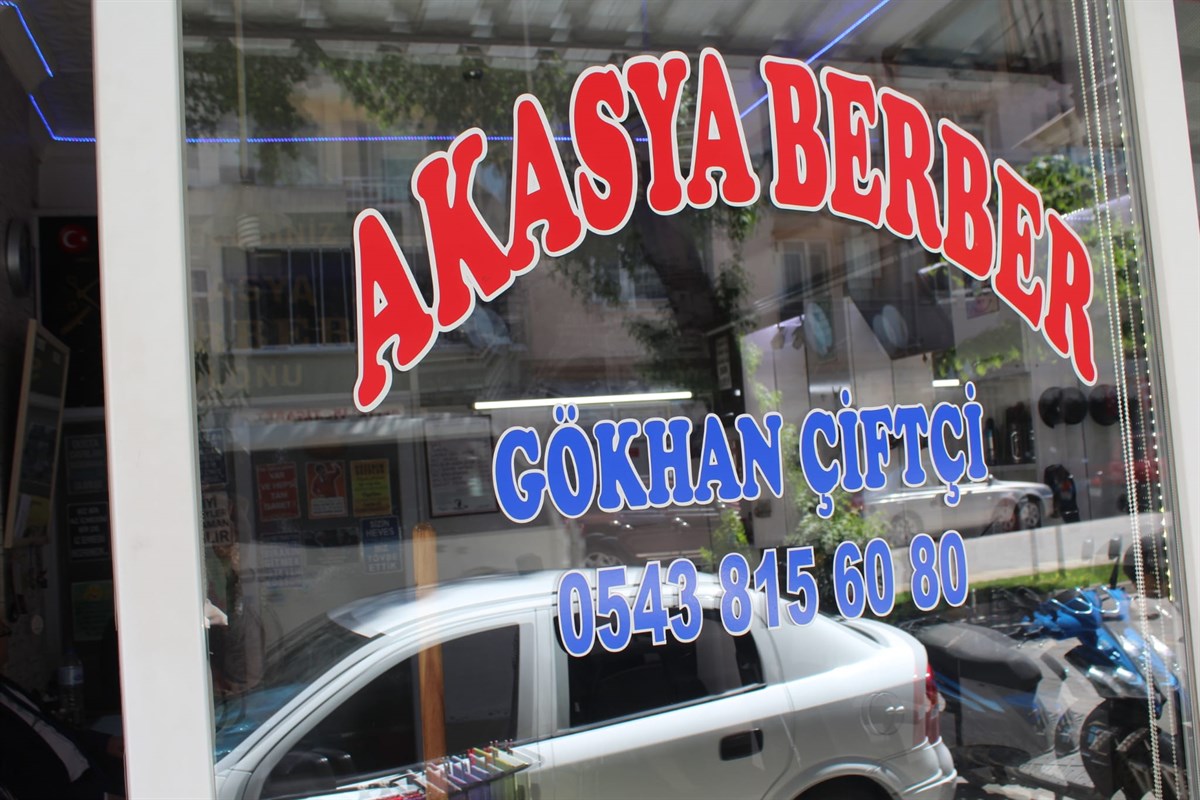 AKASYA BERBER
GÖKHAN ÇİFTÇİ
0543 815 60 80